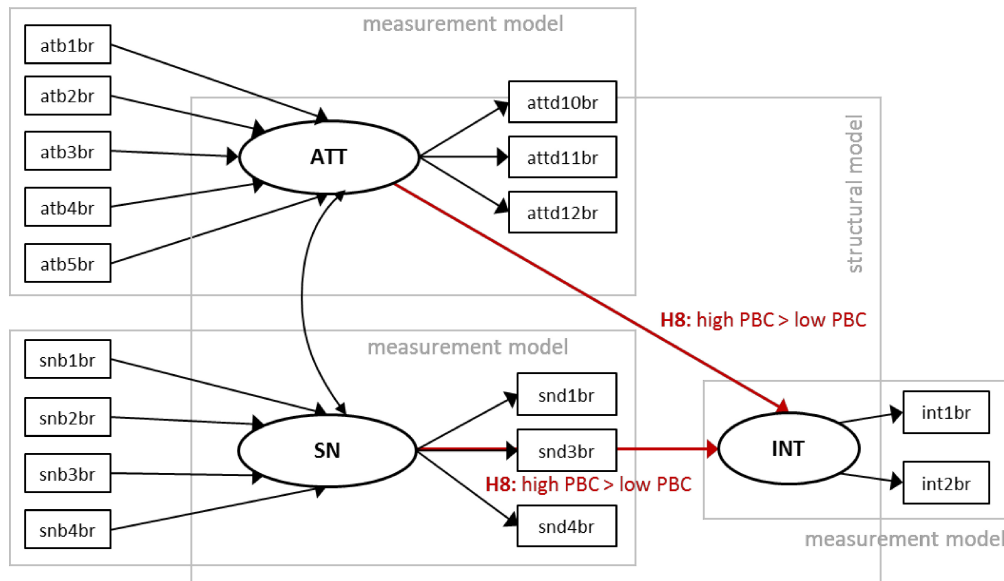 measurement model
atb1br
atb2br
atb3br
atb4br
atb5br
ATT
attd10br
attd11br
attd12br
structural model
H8: high PBC > low PBC
measurement model
snb1br
snb2br
snb3br
snb4br
SN
snd1br
snd3br
snd4br
H8: high PBC > low PBC
INT
int1br
int2br
measurement model